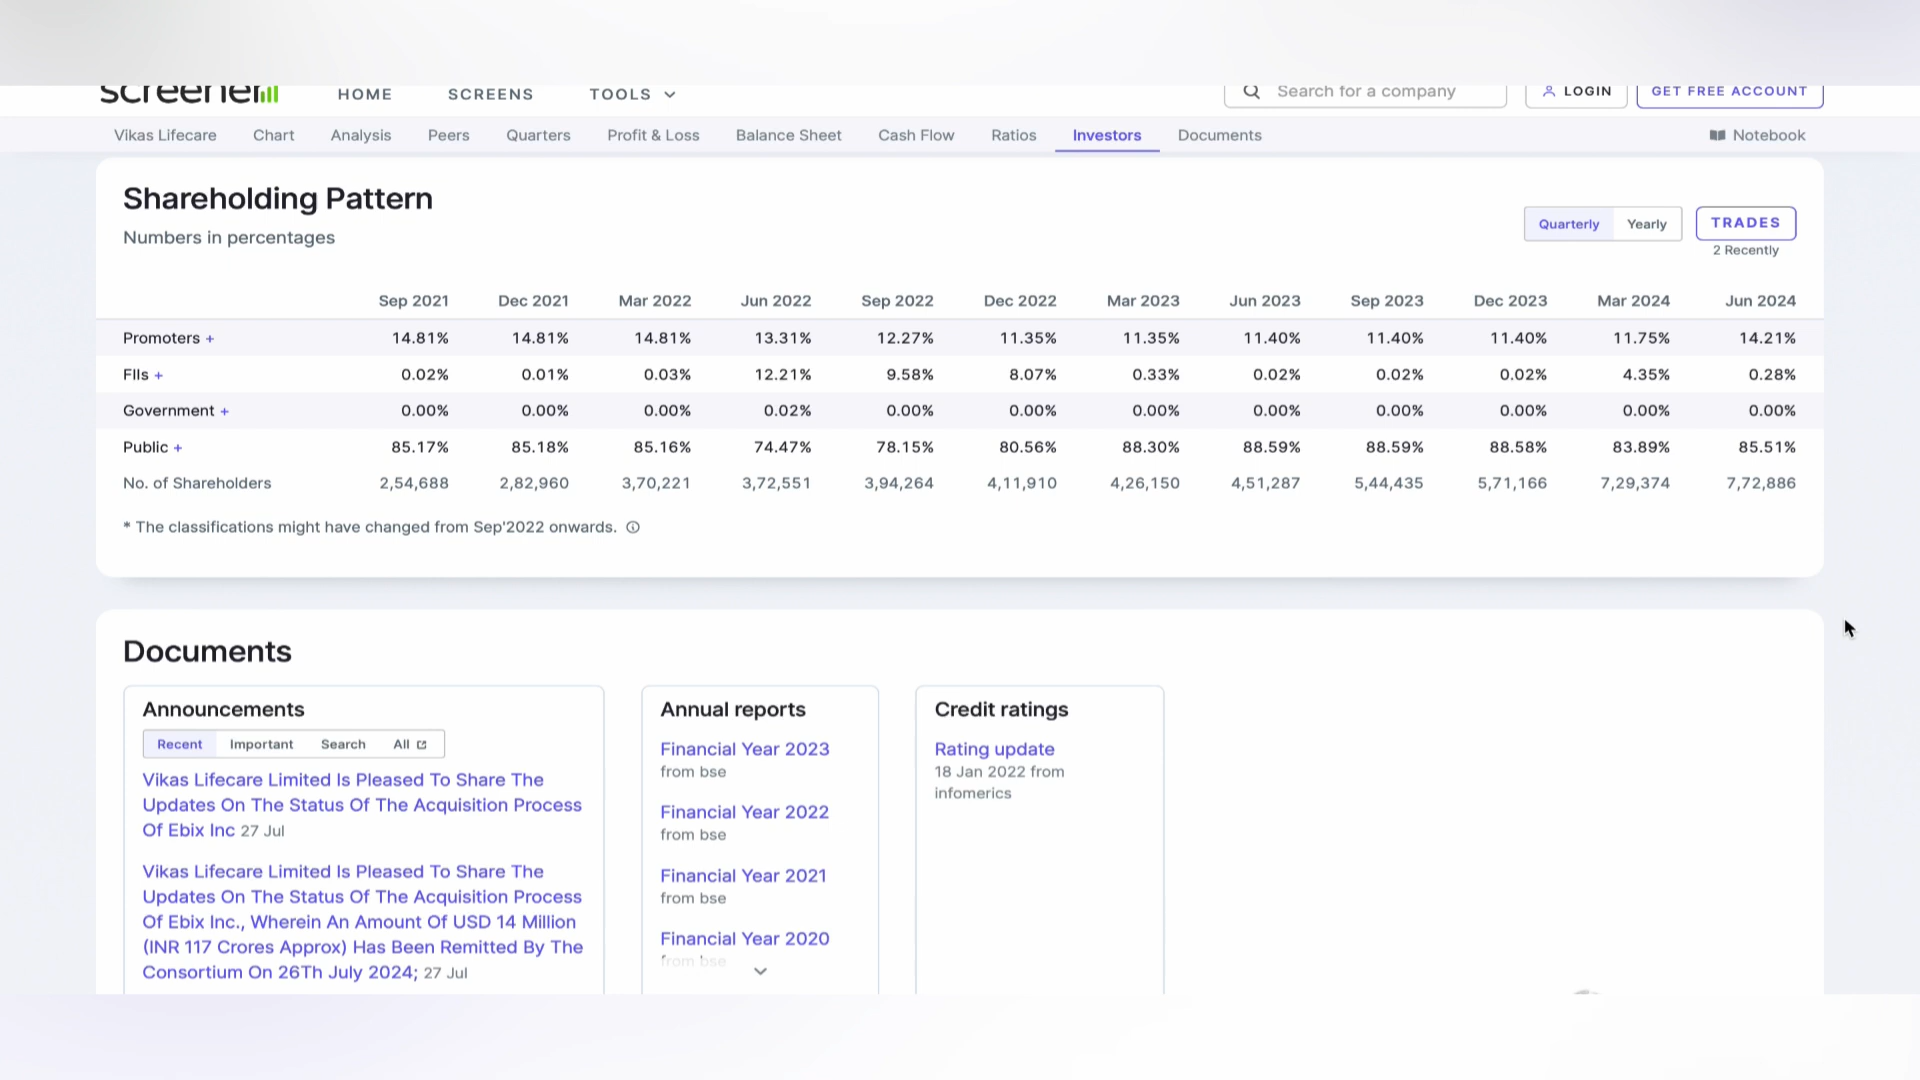 screener
HOME SCREENS TOOLS
Search for a company
LOGIN
GET FREE ACCOUNT
Vikas Lifecare Chart Analysis Peers Quarters Profit & Loss Balance Sheet Cash Flow Ratios Investors Documents Notebook
Shareholding Pattern
Numbers in percentages
Quarterly Yearly
TRADES
2 Recently
Sep 2021 Dec 2021 Mar 2022 Jun 2022 Sep 2022 Dec 2022 Mar 2023 Jun 2023 Sep 2023 Dec 2023 Mar 2024 Jun 2024
Promoters + 14.81% 14.81% 14.81% 13.31% 12.27% 11.35% 11.35% 11.40% 11.40% 11.40% 11.75% 14.21%
FIIs + 0.02% 0.01% 0.03% 12.21% 9.58% 8.07% 0.33% 0.02% 0.02% 0.02% 4.35% 0.28%
Government + 0.00% 0.00% 0.00% 0.02% 0.00% 0.00% 0.00% 0.00% 0.00% 0.00% 0.00% 0.00%
Public + 85.17% 85.18% 85.16% 74.47% 78.15% 80.56% 88.30% 88.59% 88.59% 88.58% 83.89% 85.51%
No. of Shareholders 2,54,688 2,82,960 3,70,221 3,72,551 3,94,264 4,11,910 4,26,150 4,51,287 5,44,435 5,71,166 7,29,374 7,72,886
* The classifications might have changed from Sep'2022 onwards.
Documents
Announcements
Recent Important Search All
Vikas Lifecare Limited Is Pleased To Share The
Updates On The Status Of The Acquisition Process
Of Ebix Inc 27 Jul
Vikas Lifecare Limited Is Pleased To Share The
Updates On The Status Of The Acquisition Process
Of Ebix Inc., Wherein An Amount Of USD 14 Million
(INR 117 Crores Approx) Has Been Remitted By The
Consortium On 26Th July 2024; 27 Jul
Annual reports
Financial Year 2023
from bse
Financial Year 2022
from bse
Financial Year 2021
from bse
Financial Year 2020
from bse
Credit ratings
Rating update
18 Jan 2022 from
infomerics